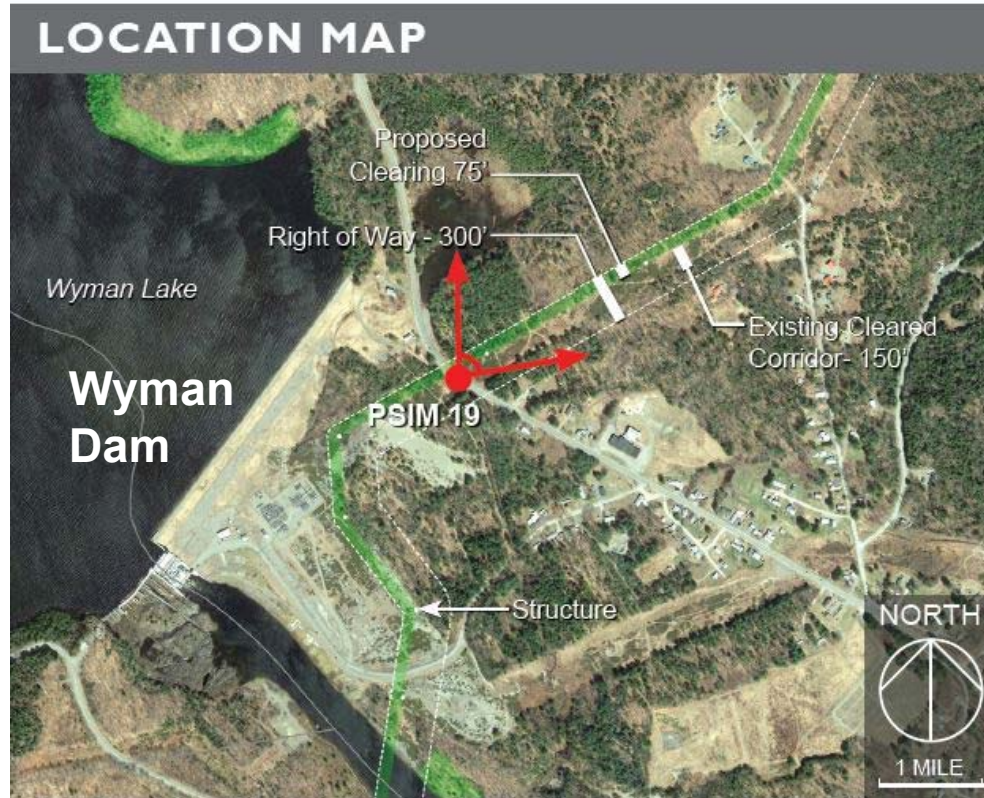 LOCATION MAP
Proposed
Clearing 75'
Right of Way - 300'
Wyman Lake
Existing Cleared
Corridor- 150'
Wyman
Dam
PSIM 19
Structure
NORTH
1 MILE